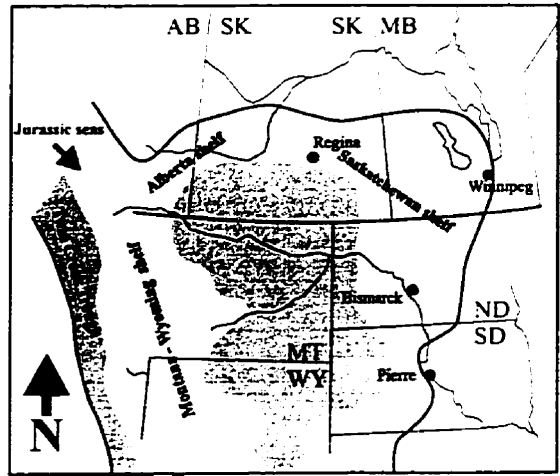 AB SK SK MB
Jurassic seas
Alberta shelf
Regina
Saskatchewan shelf
Winnipeg
Montana - Wyoming shelf
Bismarck
ND
SD
MT
WY
Pierre
N